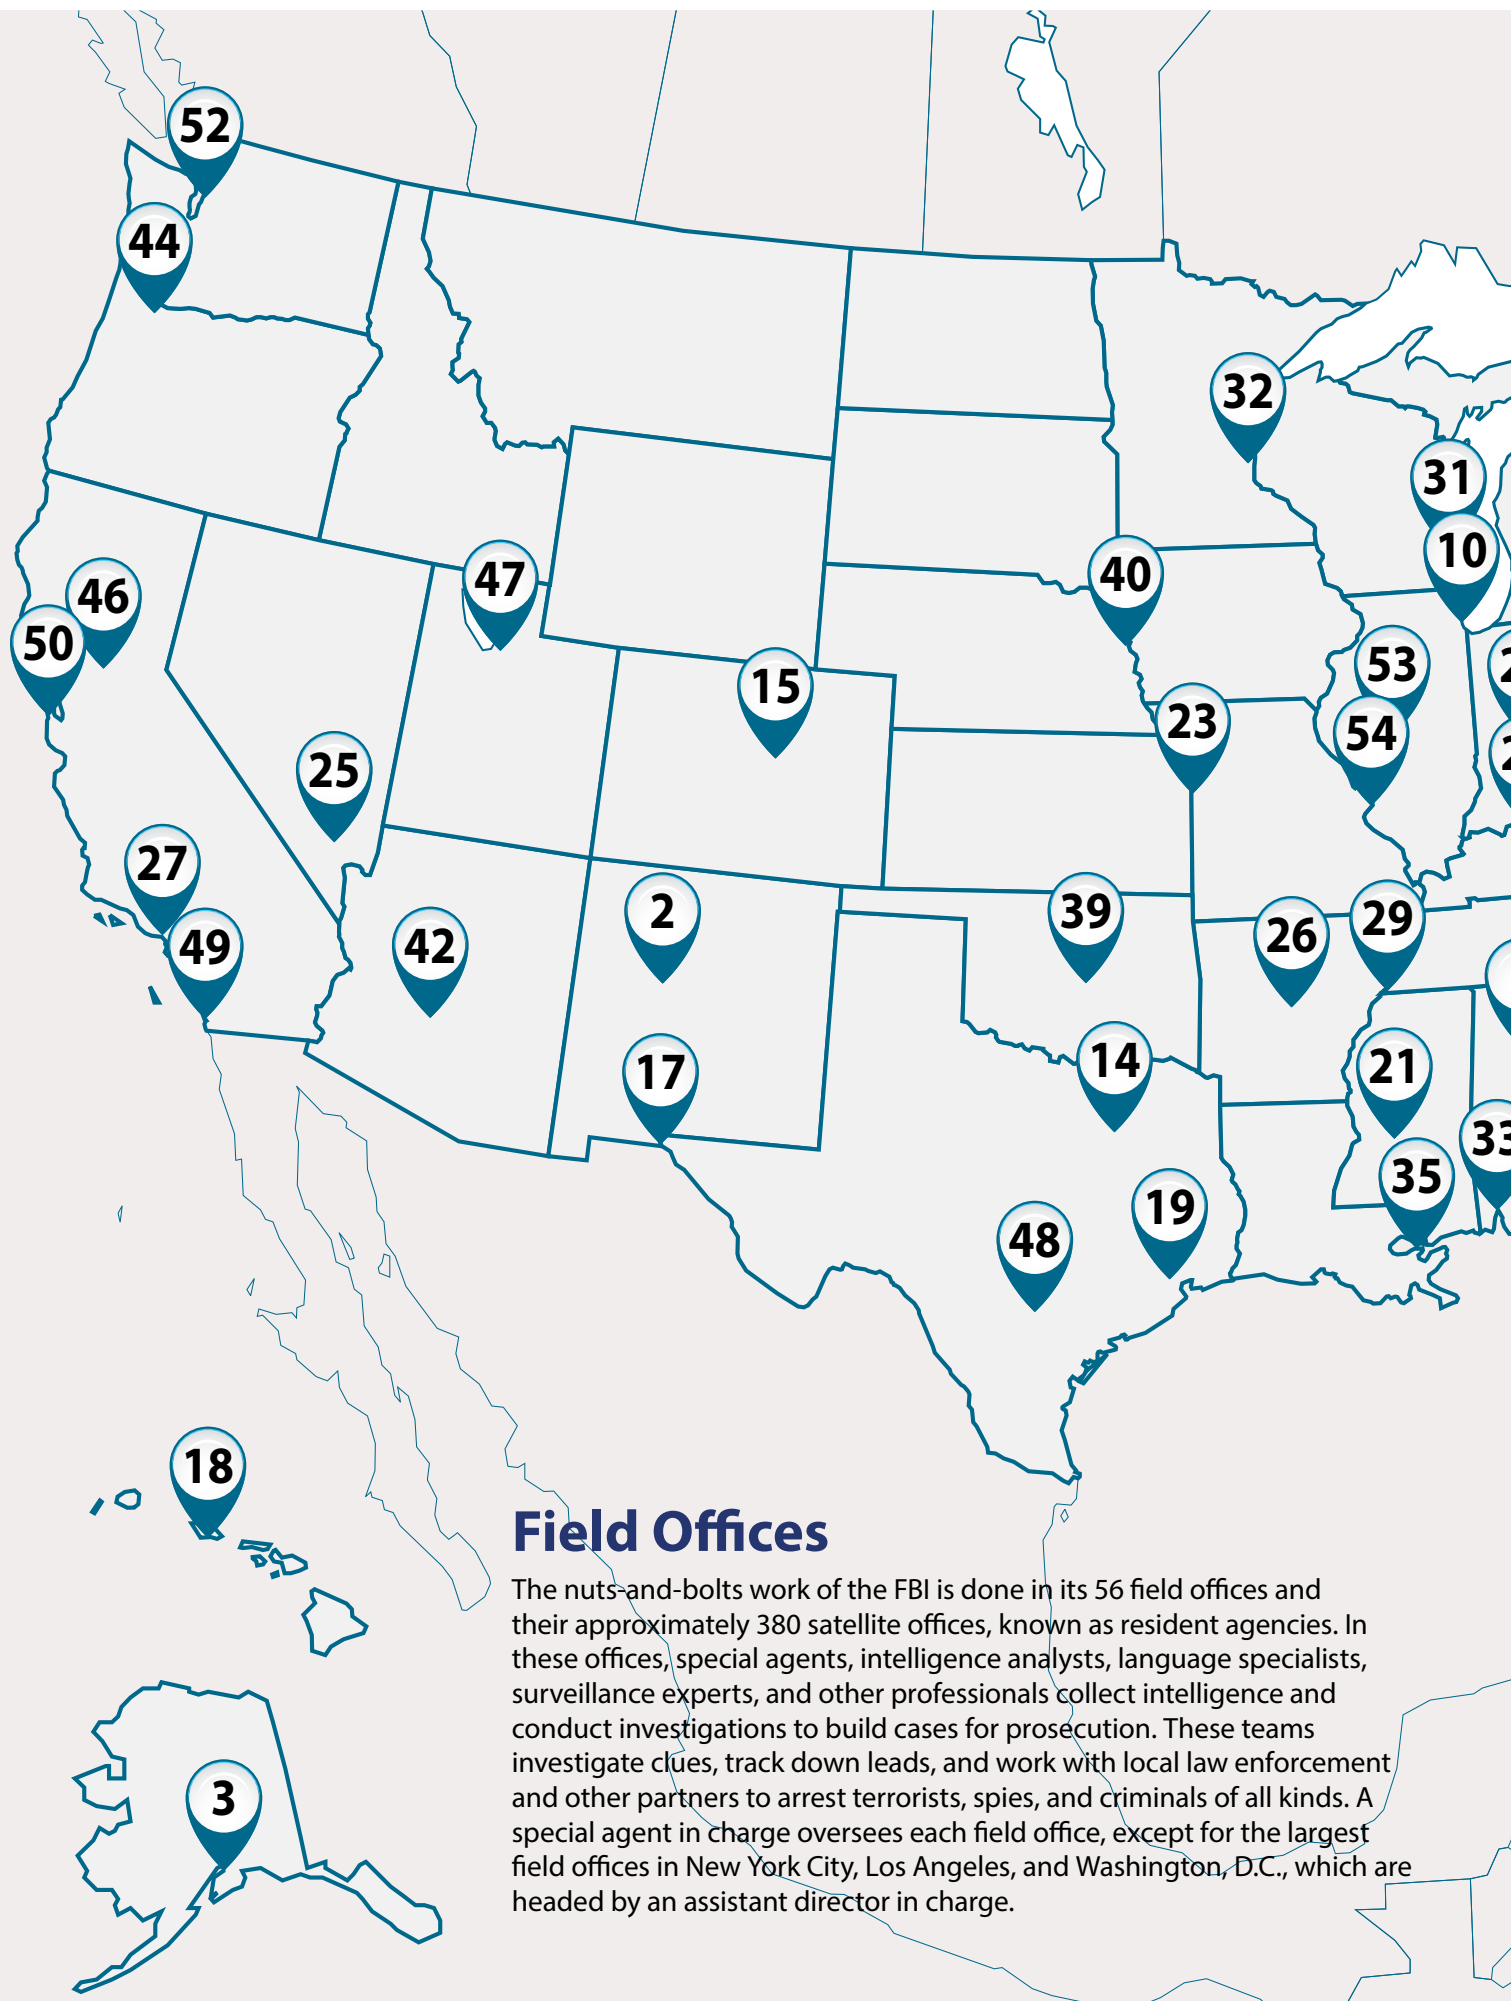 52
44
32
31
10
47
40
46
50
53
15
23
54
25
27
2
39
29
26
49
42
14
21
17
33
35
19
48
18
Field Offices
The nuts-and-bolts work of the FBI is done in its 56 field offices and
their approximately 380 satellite offices, known as resident agencies. In
these offices, special agents, intelligence analysts, language specialists,
surveillance experts, and other professionals collect intelligence and
conduct investigations to build cases for prosecution. These teams
investigate clues, track down leads, and work with local law enforcement
and other partners to arrest terrorists, spies, and criminals of all kinds. A
special agent in charge oversees each field office, except for the largest
field offices in New York City, Los Angeles, and Washington, D.C., which are
headed by an assistant director in charge.
3